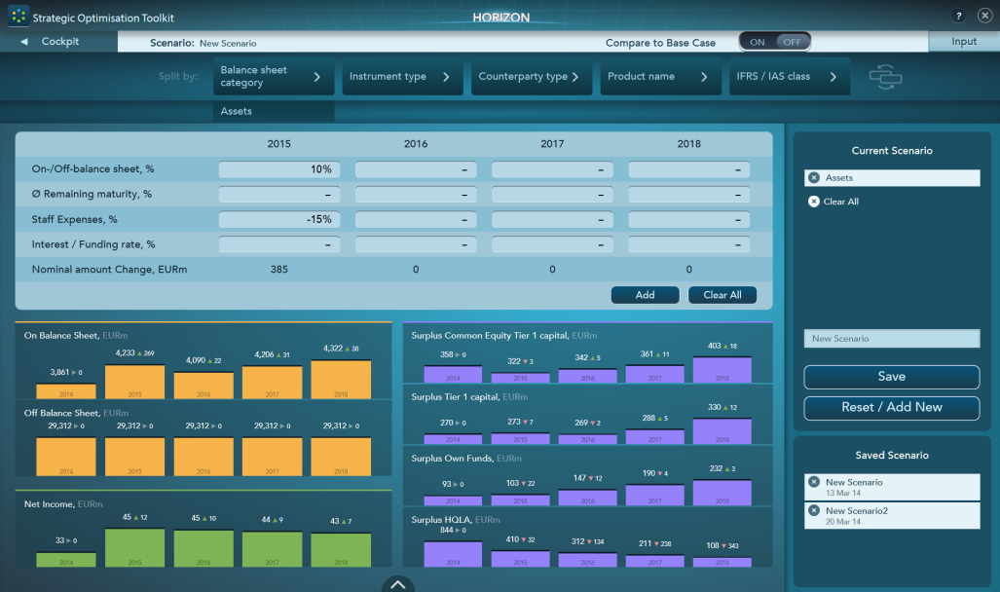 Strategic Optimisation Toolkit
HORIZON
?
Cockpit
Scenario: New Scenario
Compare to Base Case
ON OFF
Input
Split by:
Balance sheet
category
Instrument type
Counterparty type
Product name
IFRS / IAS class
Assets
2015 2016 2017 2018
On-/Off-balance sheet, % 10% – – –
Ø Remaining maturity, % – – – –
Staff Expenses, % -15% – – –
Interest / Funding rate, % – – – –
Nominal amount Change, EURm 385 0 0 0
Add Clear All
On Balance Sheet, EURm
3,861 ▶ 0 4,233 ▲ 269 4,090 ▲ 22 4,206 ▲ 31 4,322 ▲ 38
2014 2015 2016 2017 2018
Off Balance Sheet, EURm
29,312 ▶ 0 29,312 ▶ 0 29,312 ▶ 0 29,312 ▶ 0 29,312 ▶ 0
2014 2015 2016 2017 2018
Net Income, EURm
33 ▶ 0 45 ▲ 12 45 ▲ 10 44 ▲ 9 43 ▲ 7
2014 2015 2016 2017 2018
Surplus Common Equity Tier 1 capital, EURm
358 ▶ 0 322 ▼ 3 342 ▲ 5 361 ▲ 11 403 ▲ 18
2014 2015 2016 2017 2018
Surplus Tier 1 capital, EURm
270 ▶ 0 273 ▼ 7 269 ▼ 2 288 ▲ 5 330 ▲ 12
2014 2015 2016 2017 2018
Surplus Own Funds, EURm
93 ▶ 0 103 ▼ 22 147 ▼ 12 190 ▼ 4 232 ▲ 3
2014 2015 2016 2017 2018
Surplus HQLA, EURm
844 ▶ 0 410 ▼ 32 312 ▼ 134 211 ▼ 238 108 ▼ 343
2014 2015 2016 2017 2018
Current Scenario
Assets
Clear All
New Scenario
Save
Reset / Add New
Saved Scenario
New Scenario
13 Mar 14
New Scenario2
20 Mar 14